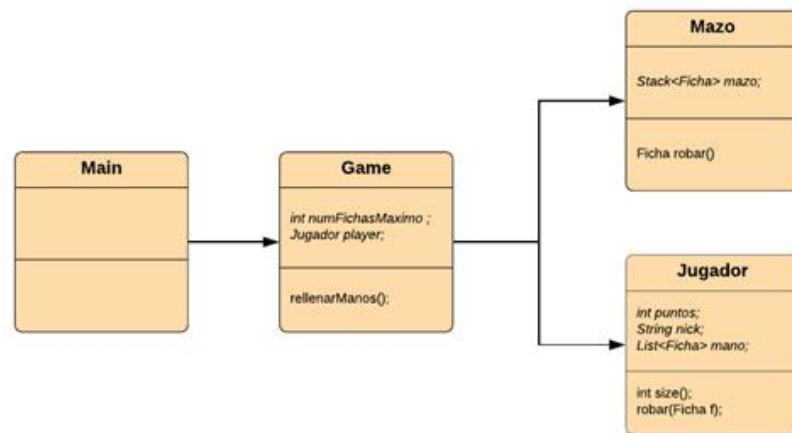 Main
Game
int numFichasMaximo ;
Jugador player;
rellenarManos();
Mazo
Stack<Ficha> mazo;
Ficha robar()
Jugador
int puntos;
String nick;
List<Ficha> mano;
int size();
robar(Ficha f);